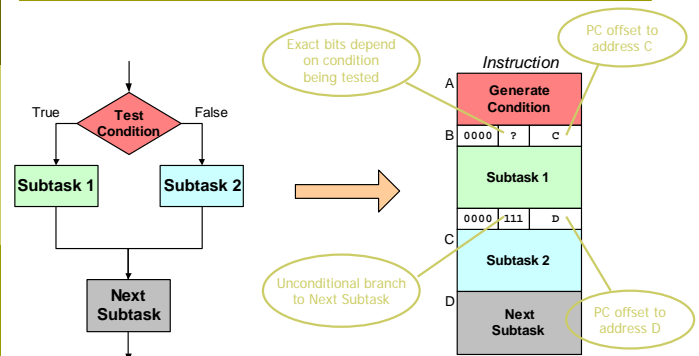 True
False
Test
Condition
Subtask 1
Subtask 2
Next
Subtask
Exact bits depend
on condition
being tested
PC offset to
address C
Instruction
A
Generate
Condition
B
0000 ? C
Subtask 1
0000 111 D
C
Subtask 2
Unconditional branch
to Next Subtask
D
Next
Subtask
PC offset to
address D